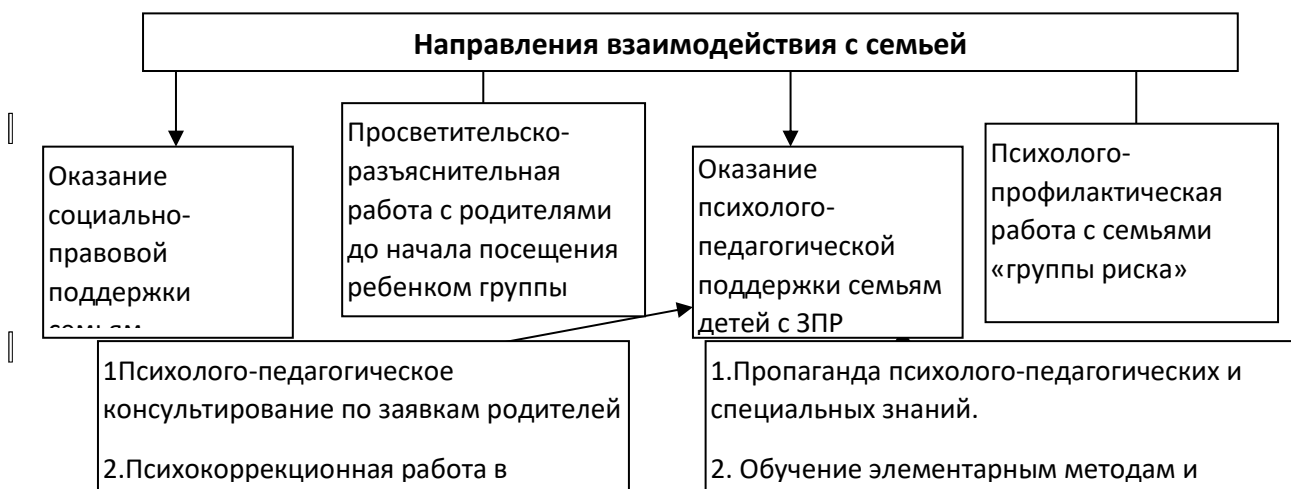 Направления взаимодействия с семьей
Оказание
социально-
правовой
поддержки
Просветительско-
разъяснительная
работа с родителями
до начала посещения
ребенком группы
Оказание
психолого-
педагогической
поддержки семьям
детей с ЗПР
Психолого-
профилактическая
работа с семьями
«группы риска»
1Психолого-педагогическое
консультирование по заявкам родителей
2.Психокоррекционная работа в
1.Пропаганда психолого-педагогических и
специальных знаний.
2. Обучение элементарным методам и